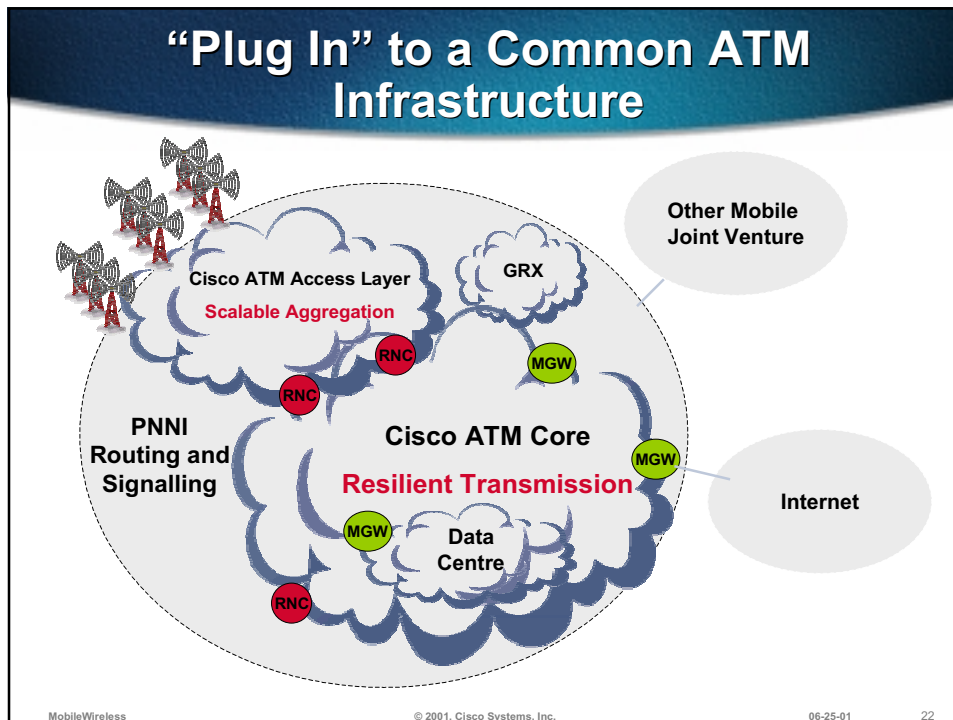 “Plug In” to a Common ATM
Infrastructure
Other Mobile
Joint Venture
Cisco ATM Access Layer
Scalable Aggregation
GRX
RNC
MGW
RNC
PNNI
Routing and
Signalling
Cisco ATM Core
Resilient Transmission
MGW
Internet
MGW
Data
Centre
RNC
MobileWireless
© 2001, Cisco Systems, Inc.
06-25-01
22